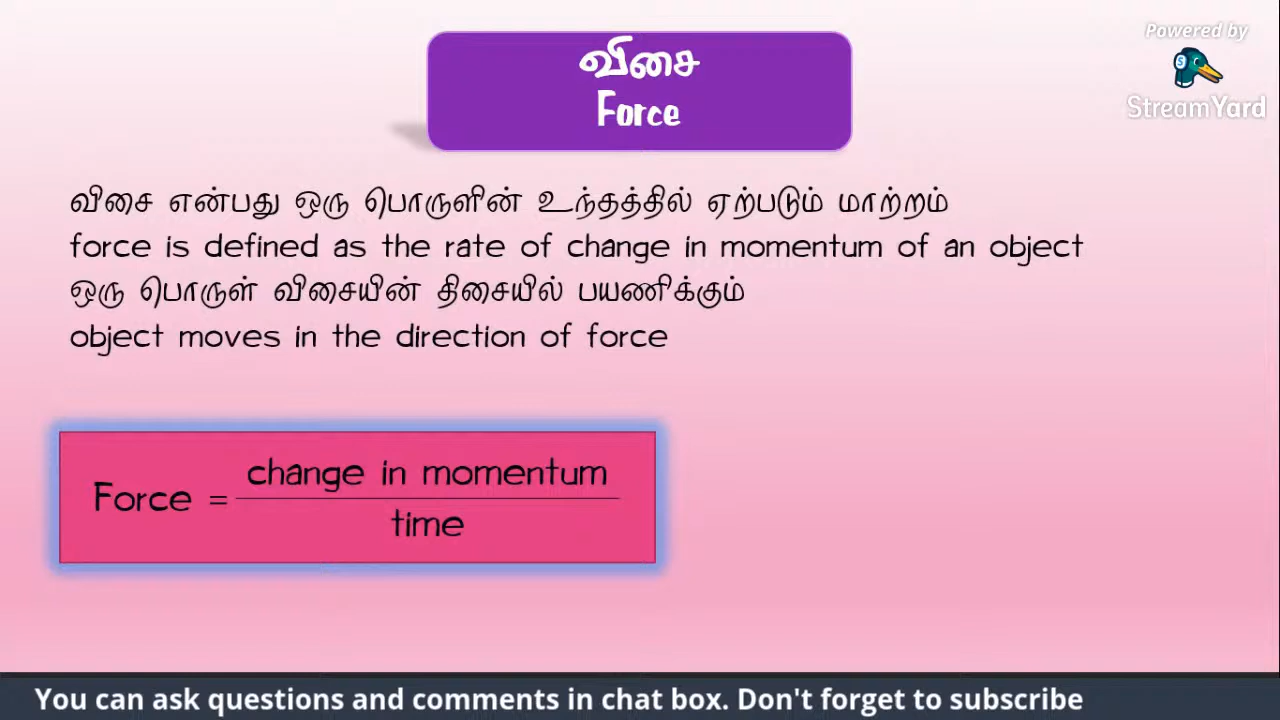 Powered by
StreamYard
விசை
Force
விசை என்பது ஒரு பொருளின் உந்தத்தில் ஏற்படும் மாற்றம்
force is defined as the rate of change in momentum of an object
ஒரு பொருள் விசையின் திசையில் பயணிக்கும்
object moves in the direction of force
change in momentum
Force =
time
You can ask questions and comments in chat box. Don't forget to subscribe